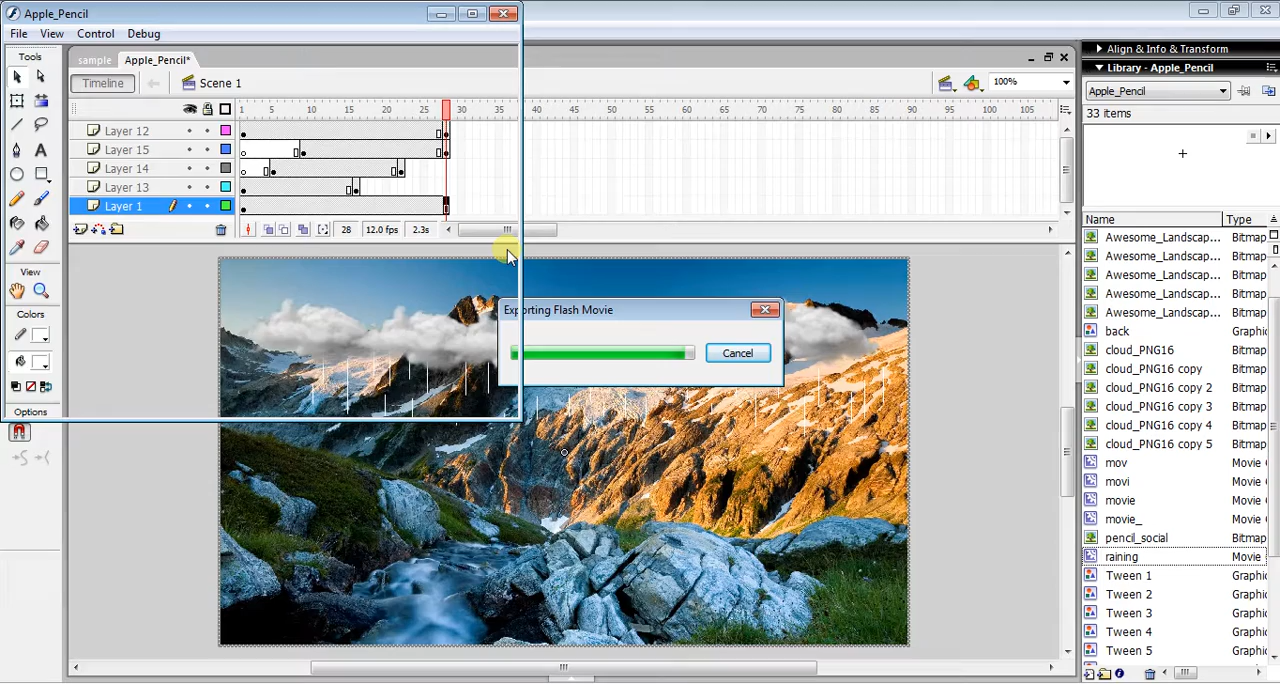 Apple_Pencil
File View Control Debug
Tools
sample Apple_Pencil*
Timeline Scene 1 100%
1 5 10 15 20 25 30 35 40 45 50 55 60 65 70 75 80 85 90 95 100 105
Layer 12
Layer 15
Layer 14
Layer 13
Layer 1
28 12.0 fps 2.3s
View
Colors
Options
Exporting Flash Movie
Cancel
Align & Info & Transform
Library - Apple_Pencil
Apple_Pencil
33 items
Name Type
Awesome_Landscap... Bitmap
Awesome_Landscap... Bitmap
Awesome_Landscap... Bitmap
Awesome_Landscap... Bitmap
Awesome_Landscap... Bitmap
back Graphic
cloud_PNG16 Bitmap
cloud_PNG16 copy Bitmap
cloud_PNG16 copy 2 Bitmap
cloud_PNG16 copy 3 Bitmap
cloud_PNG16 copy 4 Bitmap
cloud_PNG16 copy 5 Bitmap
mov Movie
movi Movie
movie Movie
movie_ Movie
pencil_social Bitmap
raining Movie
Tween 1 Graphic
Tween 2 Graphic
Tween 3 Graphic
Tween 4 Graphic
Tween 5 Graphic